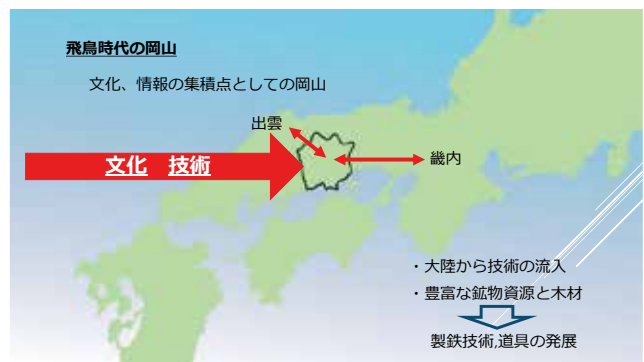 飛鳥時代の岡山
文化、情報の集積点としての岡山
出雲
文化　技術
畿内
・大陸から技術の流入
・豊富な鉱物資源と木材
製鉄技術,道具の発展